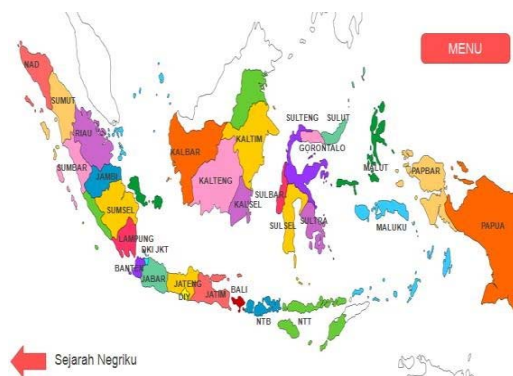 MENU
NAD
SUMUT
RIAU
SUMBAR
JAMBI
SUMSEL
LAMPUNG
DKI JKT
BANTEN
JABAR
JATENG
DIY
JATIM
BALI
NTB
NTT
KALBAR
KALTENG
KALTIM
KALSEL
SULTENG
SULUT
GORONTALO
SULBAR
SULSEL
SULTRA
MALUT
MALUKU
PAPBAR
PAPUA
Sejarah Negriku